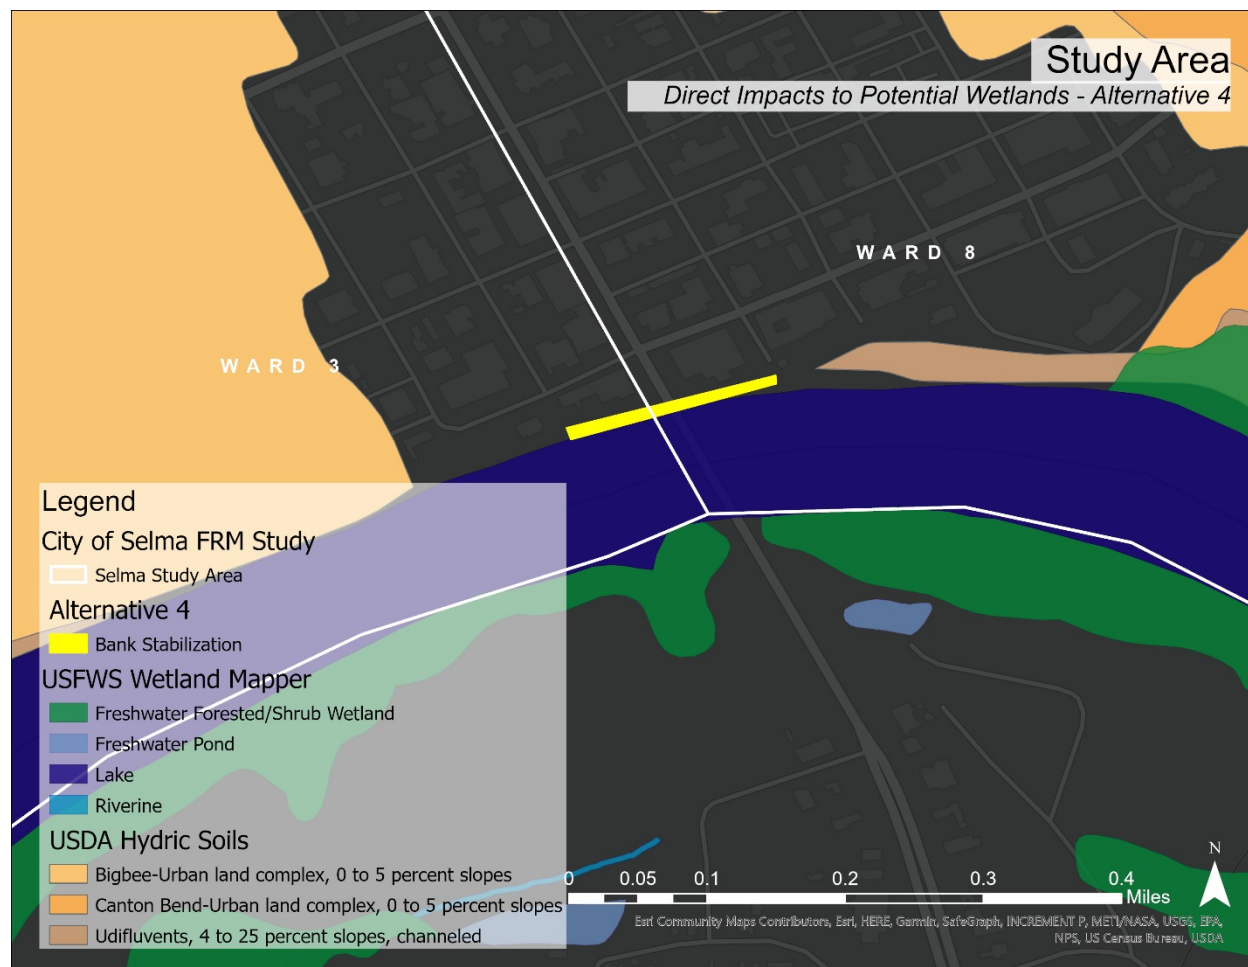 Study Area
Direct Impacts to Potential Wetlands - Alternative 4
WARD 8
WARD 3
Legend
City of Selma FRM Study
Selma Study Area
Alternative 4
Bank Stabilization
USFWS Wetland Mapper
Freshwater Forested/Shrub Wetland
Freshwater Pond
Lake
Riverine
USDA Hydric Soils
Bigbee-Urban land complex, 0 to 5 percent slopes
Canton Bend-Urban land complex, 0 to 5 percent slopes
Udifluvents, 4 to 25 percent slopes, channeled
N
0 0.05 0.1 0.2 0.3 0.4
Miles
Esri Community Maps Contributors, Esri, HERE, Garmin, SafeGraph, INCREMENT P, METI/NASA, USGS, EPA,
NPS, US Census Bureau, USDA